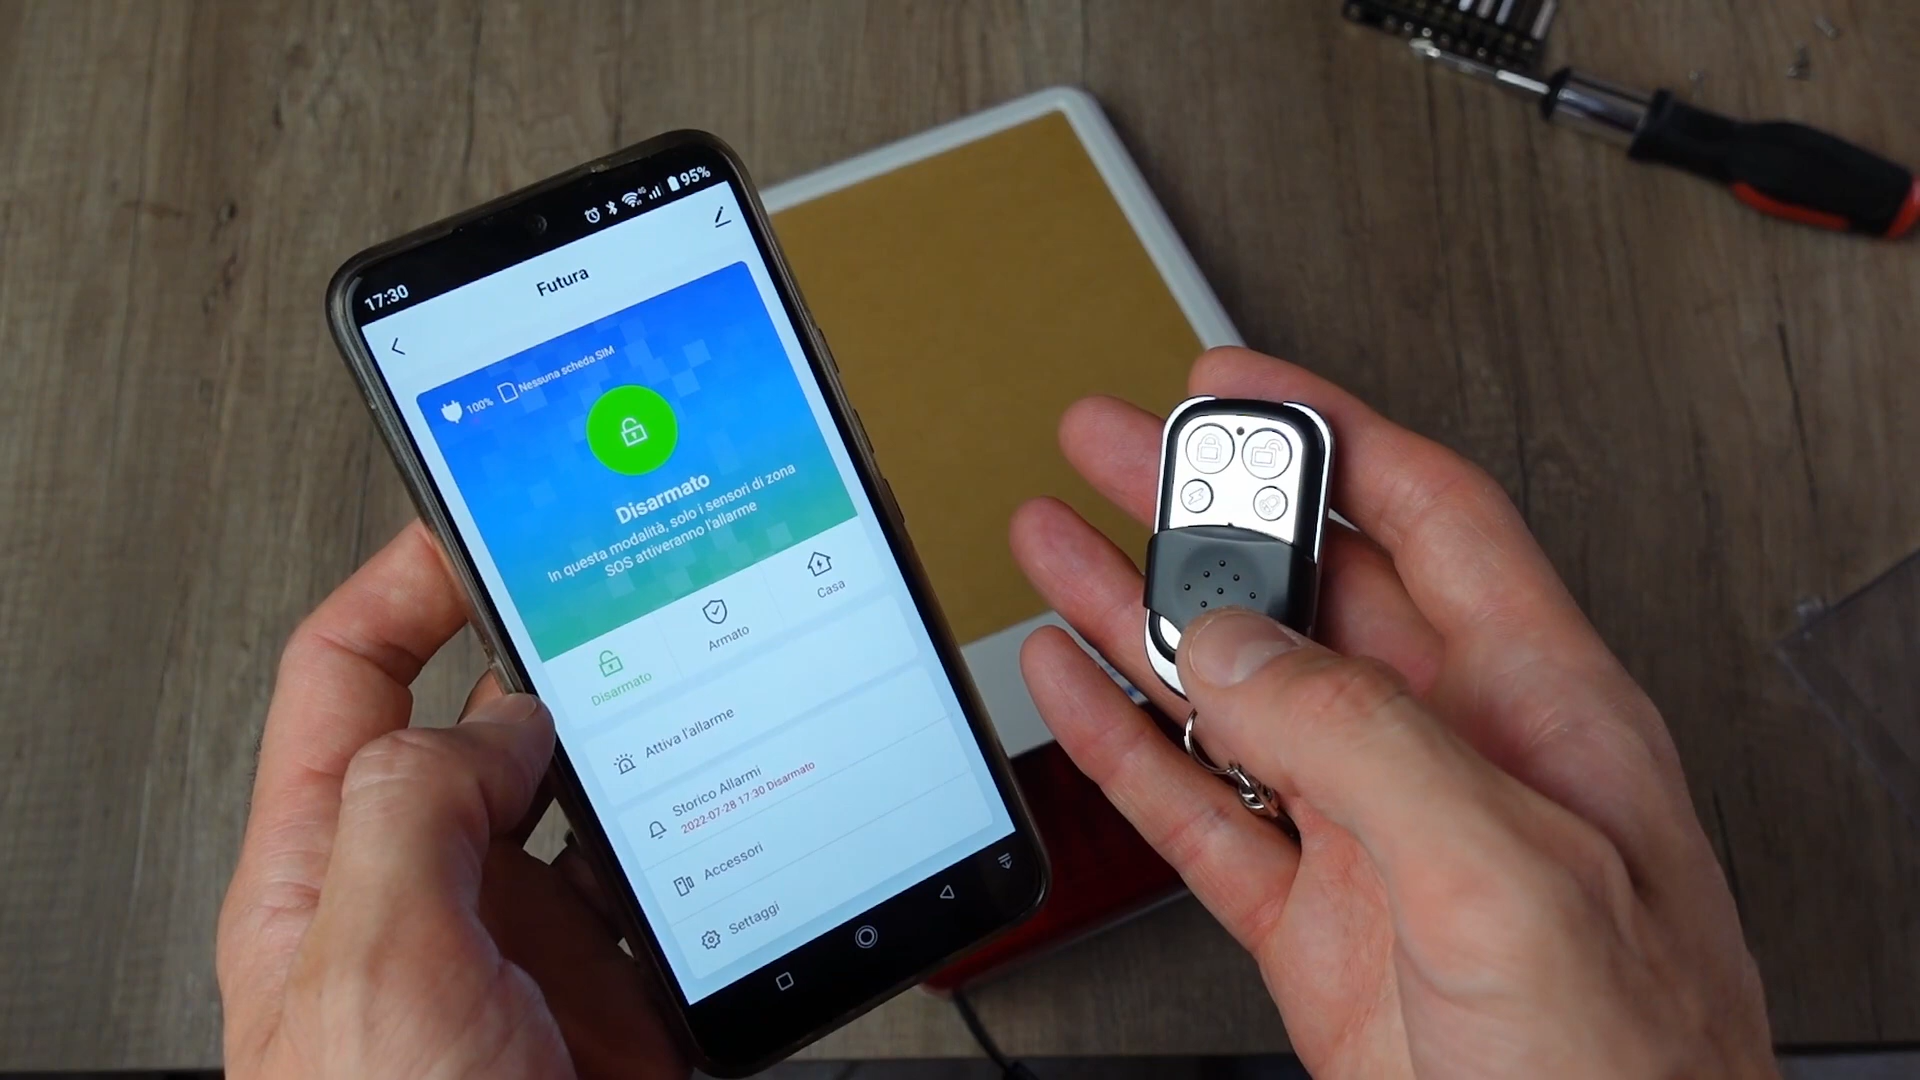 17:30
95%
Futura
100% Nessuna scheda SIM
Disarmato
In questa modalità, solo i sensori di zona
SOS attiveranno l'allarme
Disarmato
Armato
Casa
Attiva l'allarme
Storico Allarmi
2022-07-28 17:30 Disarmato
Accessori
Settaggi